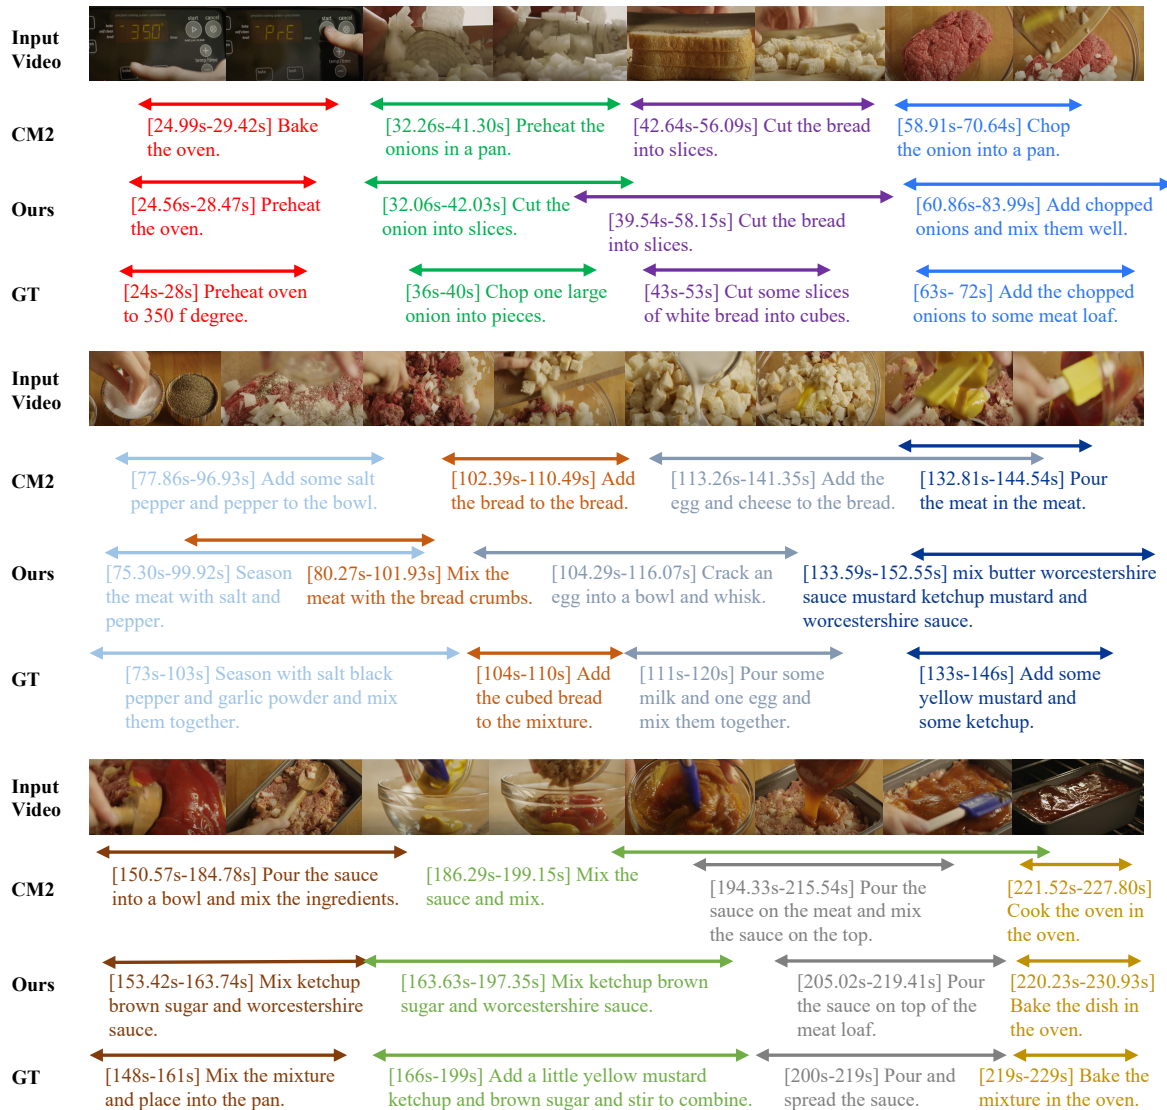 Input
Video
350
start cancel
PrE
start cancel
CM2
[24.99s-29.42s] Bake
the oven.
[32.26s-41.30s] Preheat the
onions in a pan.
[42.64s-56.09s] Cut the bread
into slices.
[58.91s-70.64s] Chop
the onion into a pan.
Ours
[24.56s-28.47s] Preheat
the oven.
[32.06s-42.03s] Cut the
onion into slices.
[39.54s-58.15s] Cut the bread
into slices.
[60.86s-83.99s] Add chopped
onions and mix them well.
GT
[24s-28s] Preheat oven
to 350 f degree.
[36s-40s] Chop one large
onion into pieces.
[43s-53s] Cut some slices
of white bread into cubes.
[63s- 72s] Add the chopped
onions to some meat loaf.
Input
Video
CM2
[77.86s-96.93s] Add some salt
pepper and pepper to the bowl.
[102.39s-110.49s] Add
the bread to the bread.
[113.26s-141.35s] Add the
egg and cheese to the bread.
[132.81s-144.54s] Pour
the meat in the meat.
Ours
[75.30s-99.92s] Season
the meat with salt and
pepper.
[80.27s-101.93s] Mix the
meat with the bread crumbs.
[104.29s-116.07s] Crack an
egg into a bowl and whisk.
[133.59s-152.55s] mix butter worcestershire
sauce mustard ketchup mustard and
worcestershire sauce.
GT
[73s-103s] Season with salt black
pepper and garlic powder and mix
them together.
[104s-110s] Add
the cubed bread
to the mixture.
[111s-120s] Pour some
milk and one egg and
mix them together.
[133s-146s] Add some
yellow mustard and
some ketchup.
Input
Video
CM2
[150.57s-184.78s] Pour the sauce
into a bowl and mix the ingredients.
[186.29s-199.15s] Mix the
sauce and mix.
[194.33s-215.54s] Pour the
sauce on the meat and mix
the sauce on the top.
[221.52s-227.80s]
Cook the oven in
the oven.
Ours
[153.42s-163.74s] Mix ketchup
brown sugar and worcestershire
sauce.
[163.63s-197.35s] Mix ketchup brown
sugar and worcestershire sauce.
[205.02s-219.41s] Pour
the sauce on top of the
meat loaf.
[220.23s-230.93s]
Bake the dish in
the oven.
GT
[148s-161s] Mix the mixture
and place into the pan.
[166s-199s] Add a little yellow mustard
ketchup and brown sugar and stir to combine.
[200s-219s] Pour and
spread the sauce.
[219s-229s] Bake the
mixture in the oven.